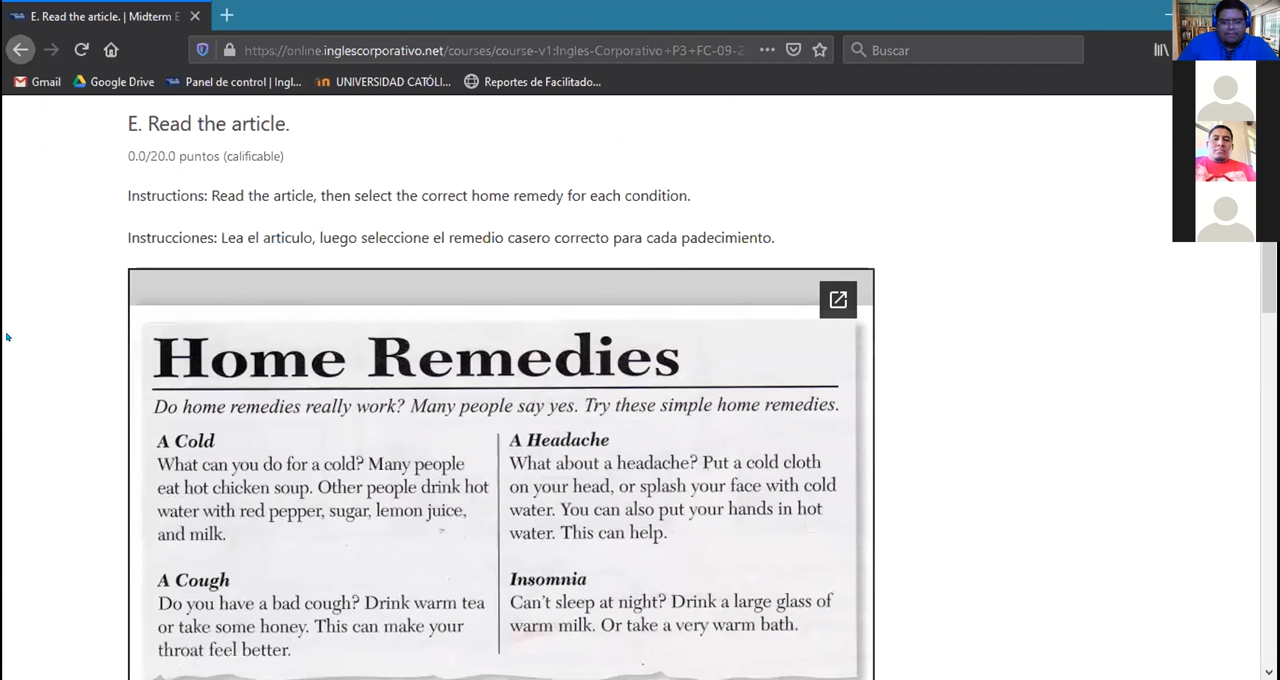 E. Read the article. | Midterm E
https://online.inglescorporativo.net/courses/course-v1:Ingles-Corporativo+P3+FC-09-2
Buscar
Gmail
Google Drive
Panel de control | Ingl...
UNIVERSIDAD CATÓLI...
Reportes de Facilitado...
E. Read the article.
0.0/20.0 puntos (calificable)
Instructions: Read the article, then select the correct home remedy for each condition.
Instrucciones: Lea el articulo, luego seleccione el remedio casero correcto para cada padecimiento.
Home Remedies
Do home remedies really work? Many people say yes. Try these simple home remedies.
A Cold
What can you do for a cold? Many people
eat hot chicken soup. Other people drink hot
water with red pepper, sugar, lemon juice,
and milk.
A Cough
Do you have a bad cough? Drink warm tea
or take some honey. This can make your
throat feel better.
A Headache
What about a headache? Put a cold cloth
on your head, or splash your face with cold
water. You can also put your hands in hot
water. This can help.
Insomnia
Can't sleep at night? Drink a large glass of
warm milk. Or take a very warm bath.